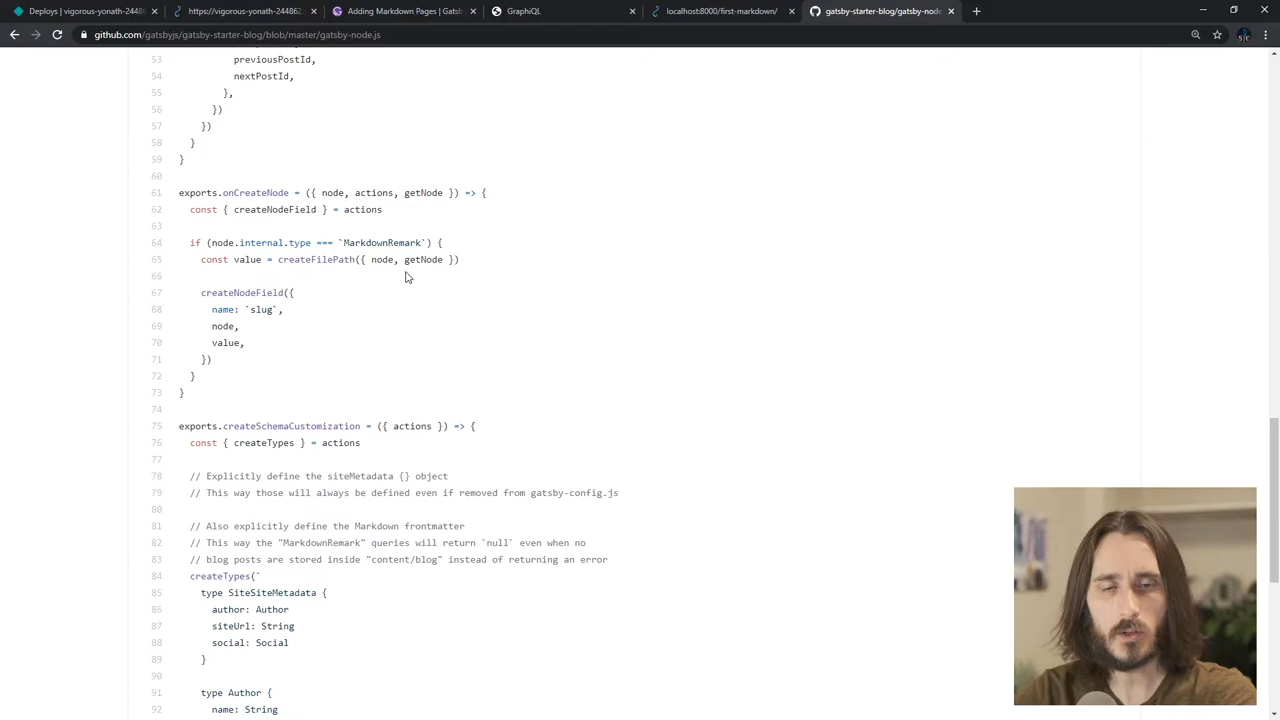 Deploys | vigorous-yonath-2448
https://vigorous-yonath-244862
Adding Markdown Pages | Gatsb
GraphiQL
localhost:8000/first-markdown/
gatsby-starter-blog/gatsby-node
github.com/gatsbyjs/gatsby-starter-blog/blob/master/gatsby-node.js
53 previousPostId,
54 nextPostId,
55 },
56 })
57 })
58 }
59 }
60
61 exports.onCreateNode = ({ node, actions, getNode }) => {
62 const { createNodeField } = actions
63
64 if (node.internal.type === `MarkdownRemark`) {
65 const value = createFilePath({ node, getNode })
66
67 createNodeField({
68 name: `slug`,
69 node,
70 value,
71 })
72 }
73 }
74
75 exports.createSchemaCustomization = ({ actions }) => {
76 const { createTypes } = actions
77
78 // Explicitly define the siteMetadata {} object
79 // This way those will always be defined even if removed from gatsby-config.js
80
81 // Also explicitly define the Markdown frontmatter
82 // This way the "MarkdownRemark" queries will return `null` even when no
83 // blog posts are stored inside "content/blog" instead of returning an error
84 createTypes(`
85 type SiteSiteMetadata {
86 author: Author
87 siteUrl: String
88 social: Social
89 }
90
91 type Author {
92 name: String